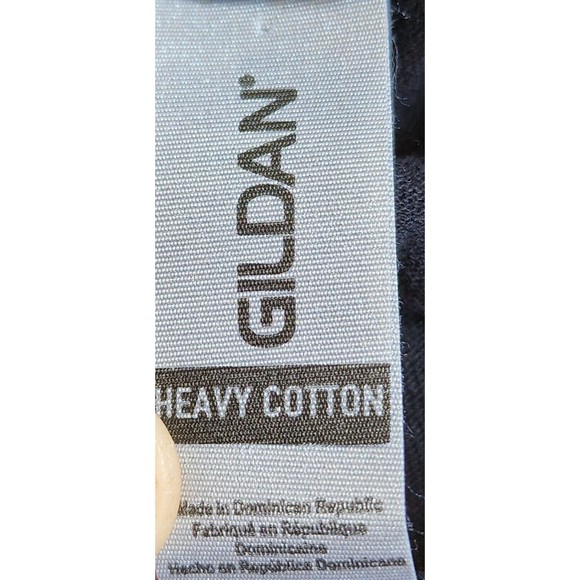 GILDAN®
HEAVY COTTON
Made in Dominican Republic
Fabriqué en République
Dominicaine
Hecho en República Dominicana